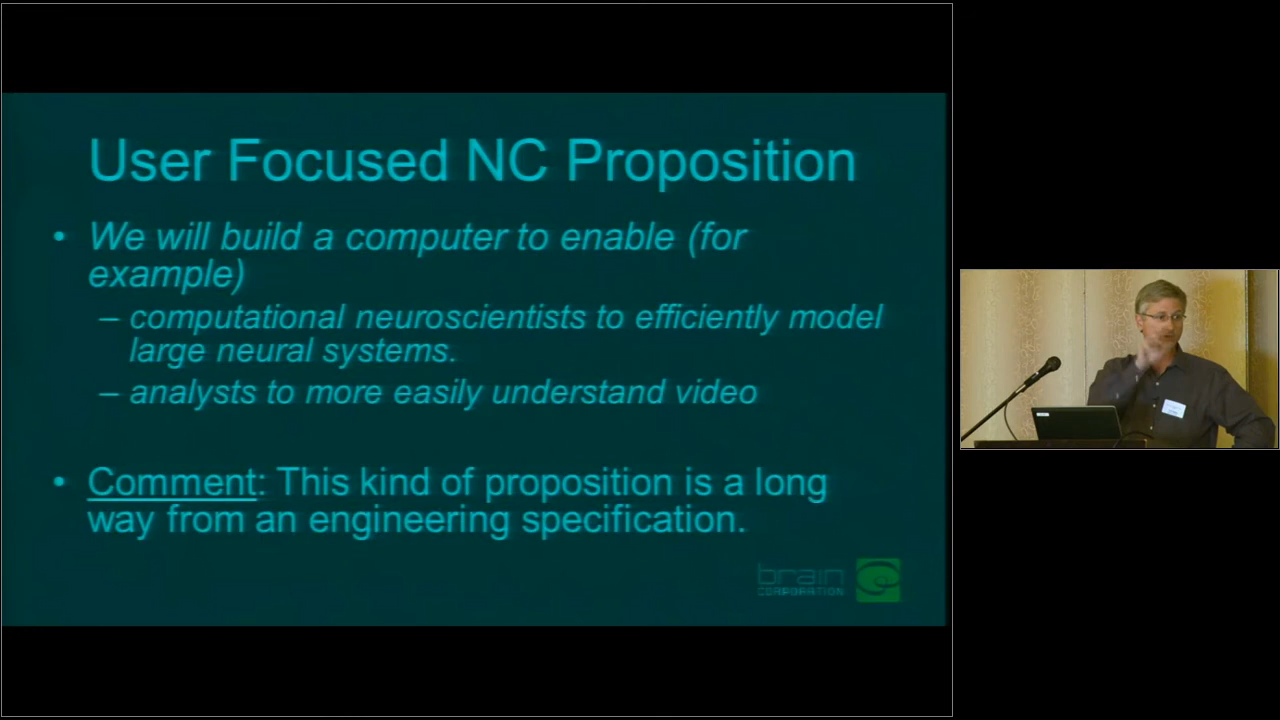 User Focused NC Proposition
• We will build a computer to enable (for
example)
– computational neuroscientists to efficiently model
large neural systems.
– analysts to more easily understand video
• Comment: This kind of proposition is a long
way from an engineering specification.
brain
CORPORATION